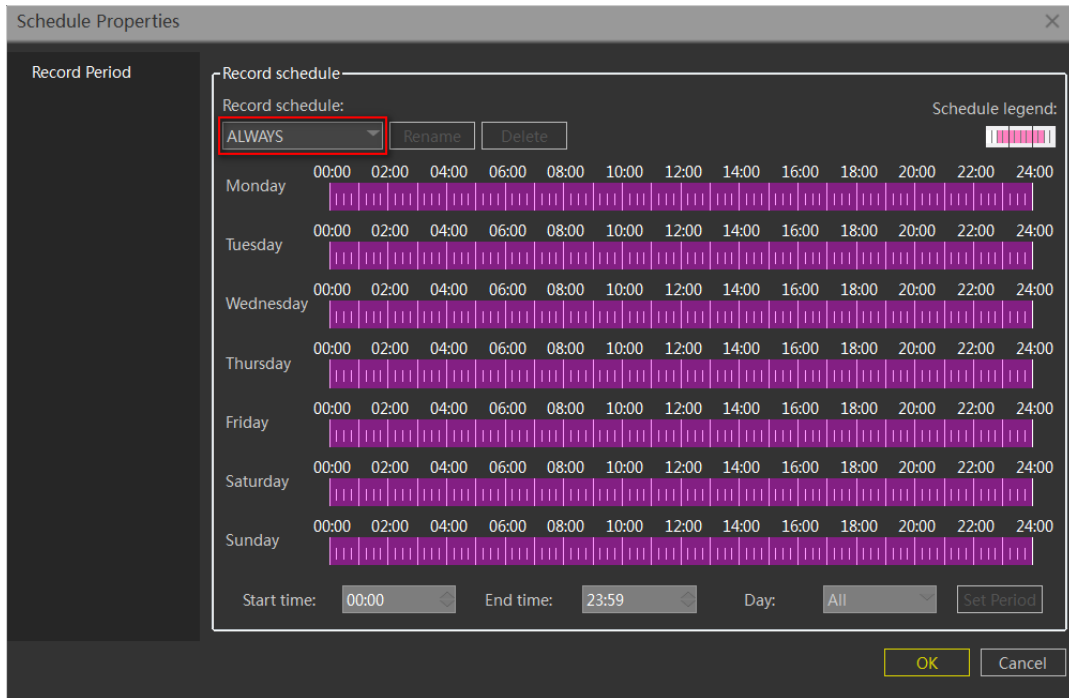 Schedule Properties
Record Period
Record schedule
Record schedule:
Schedule legend:
ALWAYS Rename Delete
00:00 02:00 04:00 06:00 08:00 10:00 12:00 14:00 16:00 18:00 20:00 22:00 24:00
Monday
00:00 02:00 04:00 06:00 08:00 10:00 12:00 14:00 16:00 18:00 20:00 22:00 24:00
Tuesday
00:00 02:00 04:00 06:00 08:00 10:00 12:00 14:00 16:00 18:00 20:00 22:00 24:00
Wednesday
00:00 02:00 04:00 06:00 08:00 10:00 12:00 14:00 16:00 18:00 20:00 22:00 24:00
Thursday
00:00 02:00 04:00 06:00 08:00 10:00 12:00 14:00 16:00 18:00 20:00 22:00 24:00
Friday
00:00 02:00 04:00 06:00 08:00 10:00 12:00 14:00 16:00 18:00 20:00 22:00 24:00
Saturday
00:00 02:00 04:00 06:00 08:00 10:00 12:00 14:00 16:00 18:00 20:00 22:00 24:00
Sunday
Start time: 00:00 End time: 23:59 Day: All Set Period
OK Cancel